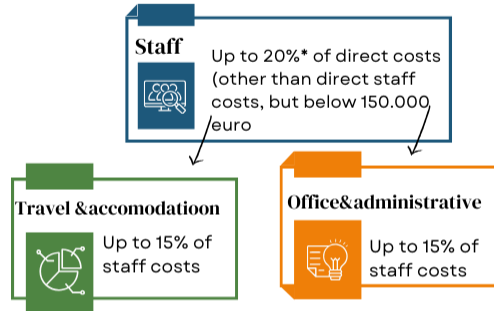 Staff
Up to 20%* of direct costs
(other than direct staff
costs, but below 150.000
euro
Travel &accomodatioon
Up to 15% of
staff costs
Office&administrative
Up to 15% of
staff costs